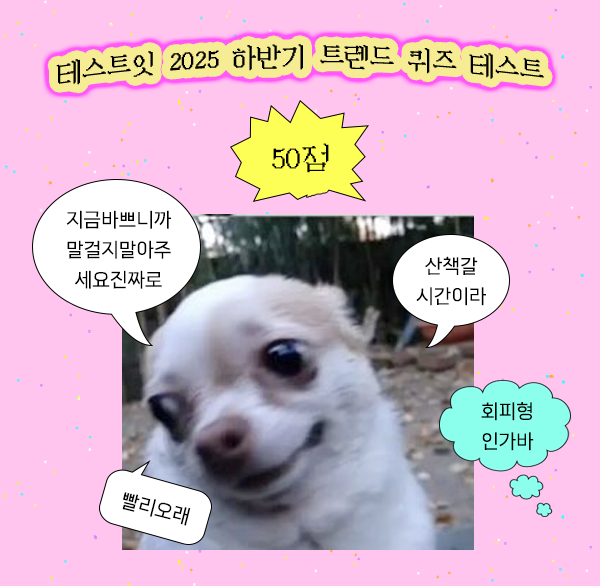 테스트잇 2025 하반기 트렌드 퀴즈 테스트
50점
지금바쁘니까
말걸지말아주
세요진짜로
산책갈
시간이라
회피형
인가바
빨리오래